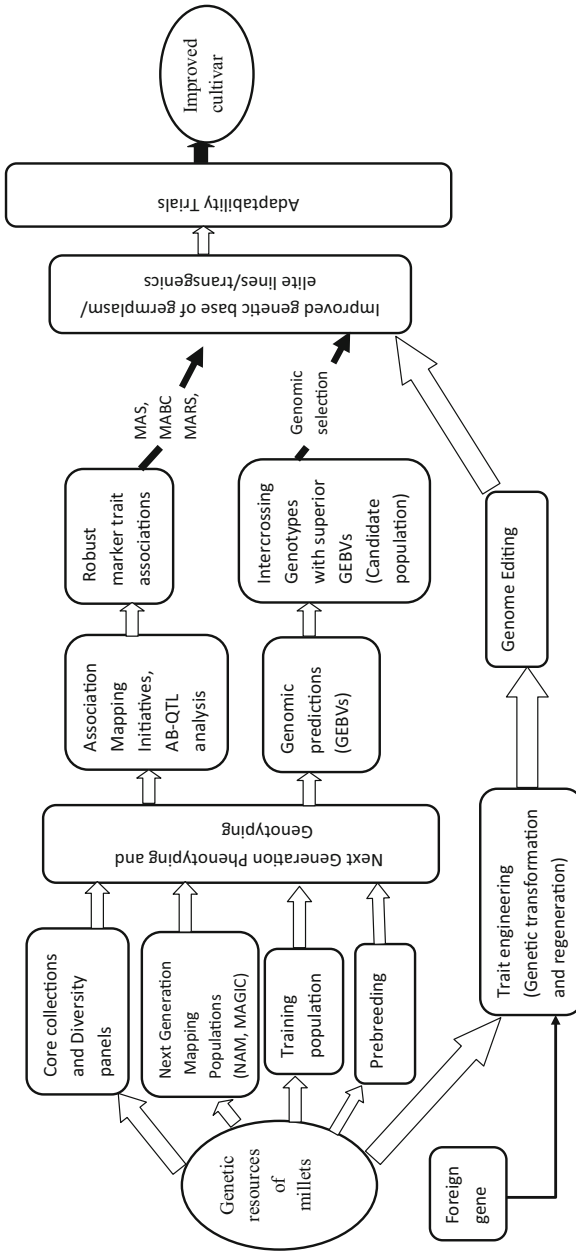 Genetic
resources
of
millets
Foreign
gene
Core collections
and Diversity
panels
Next Generation
Mapping
Populations
(NAM, MAGIC)
Training
population
Prebreeding
Trait engineering
(Genetic transformation
and regeneration)
Next Generation Phenotyping and
Genotyping
Association
Mapping
Initiatives,
AB-QTL
analysis
Genomic
predictions
(GEBVs)
Genome Editing
Robust
marker trait
associations
Intercrossing
Genotypes
with superior
GEBVs
(Candidate
population)
MAS,
MABC
MARS,
Genomic
selection
Improved genetic base of germplasm/
elite lines/transgenics
Adaptability Trials
Improved
cultivar